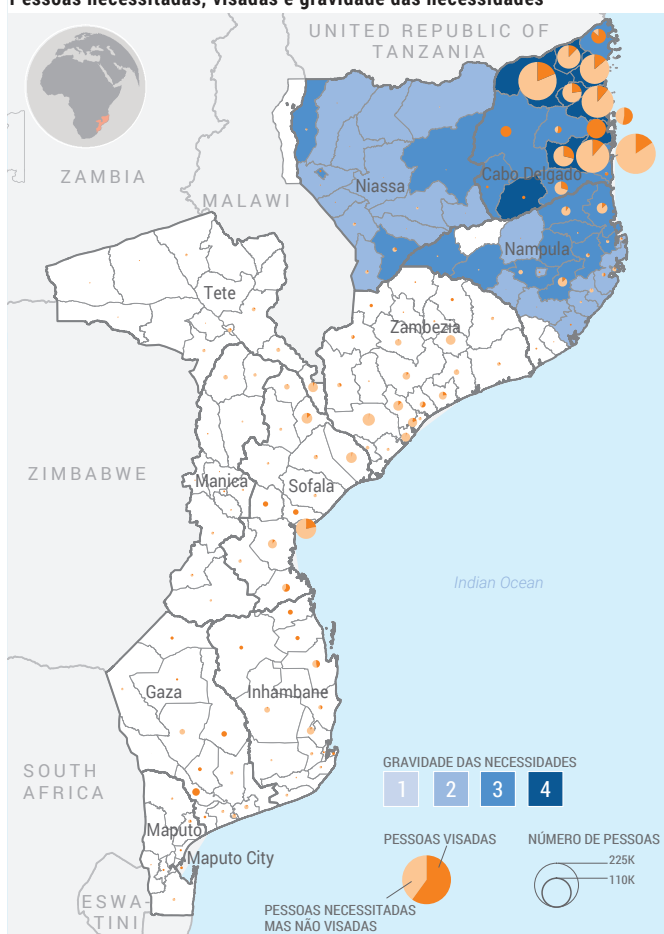 Pessoas necessitadas, visadas e gravidade das necessidades
UNITED REPUBLIC OF
TANZANIA
ZAMBIA
MALAWI
Niassa
Cabo Delgado
Nampula
Tete
Zambezia
ZIMBABWE
Manica
Sofala
Indian Ocean
Gaza
Inhambane
SOUTH
AFRICA
Maputo
Maputo City
ESWA-
TINI
GRAVIDADE DAS NECESSIDADES
1 2 3 4
PESSOAS VISADAS
PESSOAS NECESSITADAS
MAS NÃO VISADAS
NÚMERO DE PESSOAS
225K
110K